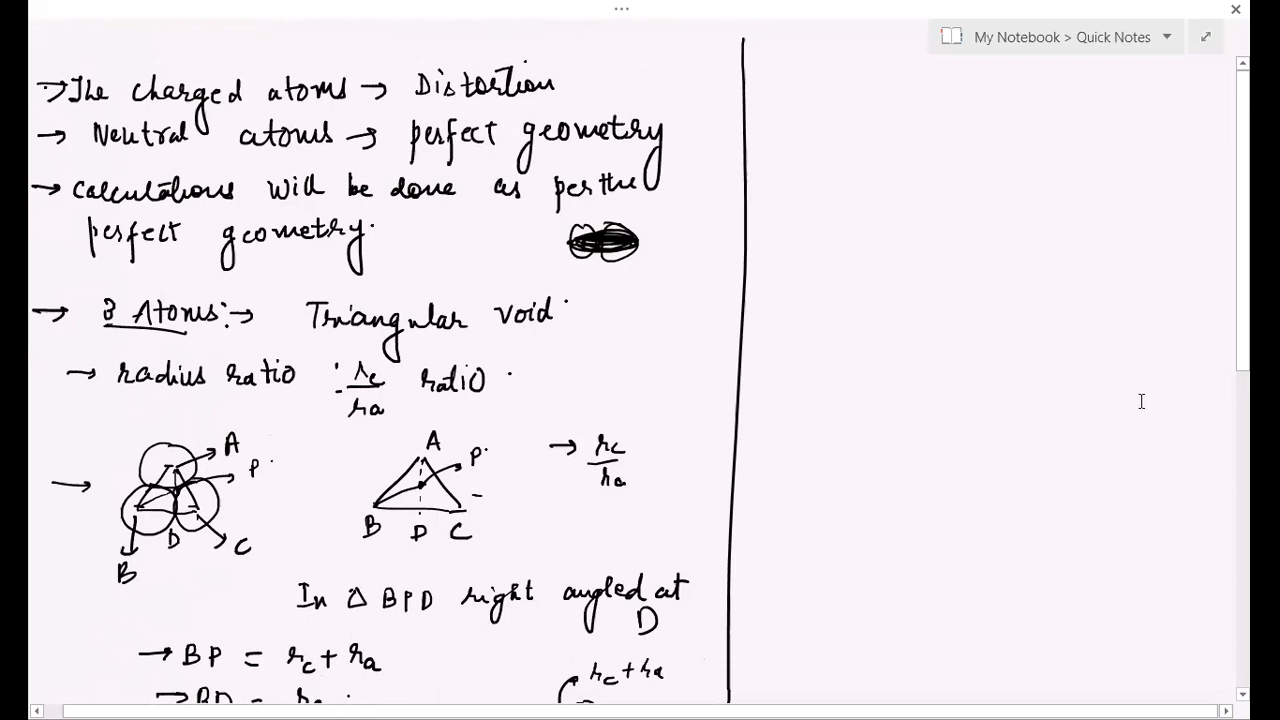 My Notebook > Quick Notes
→ The charged atoms → Distortion
→ Neutral atoms → perfect geometry
→ Calculations will be done as per the
perfect geometry.
→ 3 Atoms :→ Triangular void
→ radius ratio : rc/ra ratio .
→ A P B D C
A P B D C
→ rc/ra
In △ BPD right angled at
D
→ BP = rc + ra
→ BD = ra
rc + ra